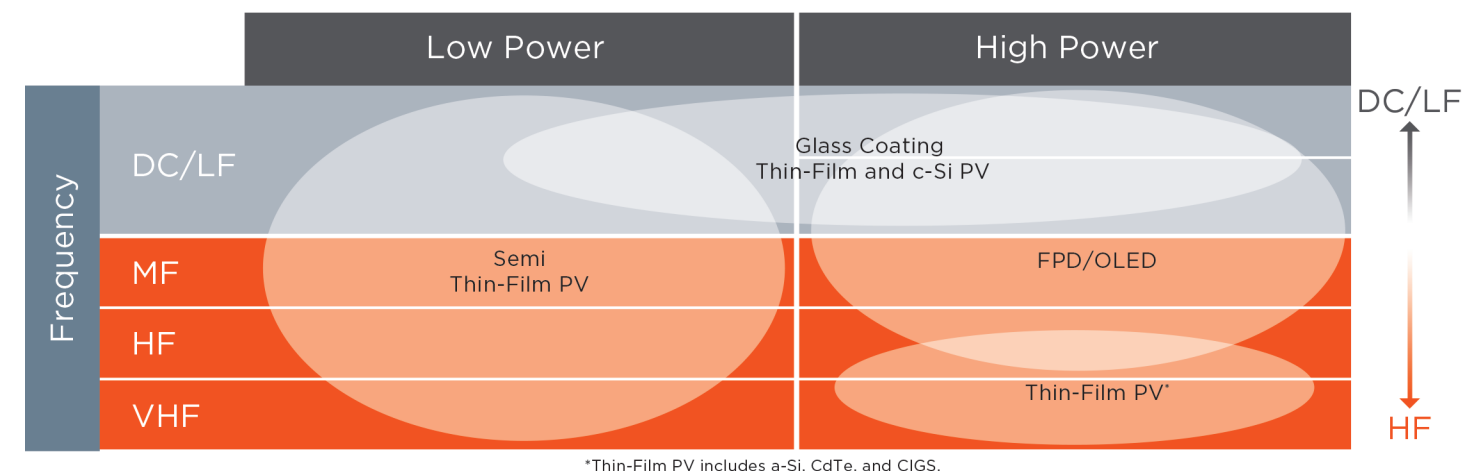 Low Power
High Power
DC/LF
Frequency
DC/LF
Glass Coating
Thin-Film and c-Si PV
MF
Semi
Thin-Film PV
FPD/OLED
HF
VHF
Thin-Film PV*
HF
*Thin-Film PV includes a-Si, CdTe, and CIGS.